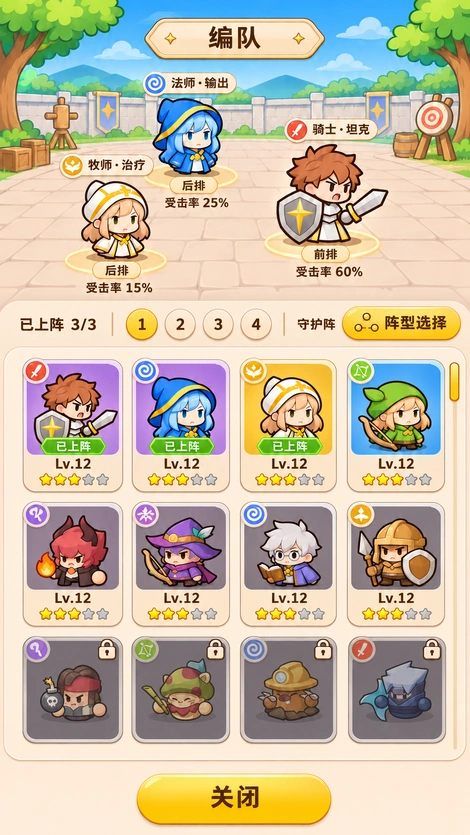 编队
法师·输出
骑士·坦克
牧师·治疗
后排
受击率 25%
前排
受击率 60%
后排
受击率 15%
已上阵 3/3
1
2
3
4
守护阵
阵型选择
已上阵
已上阵
已上阵
Lv.12
Lv.12
Lv.12
Lv.12
Lv.12
Lv.12
Lv.12
Lv.12
关闭